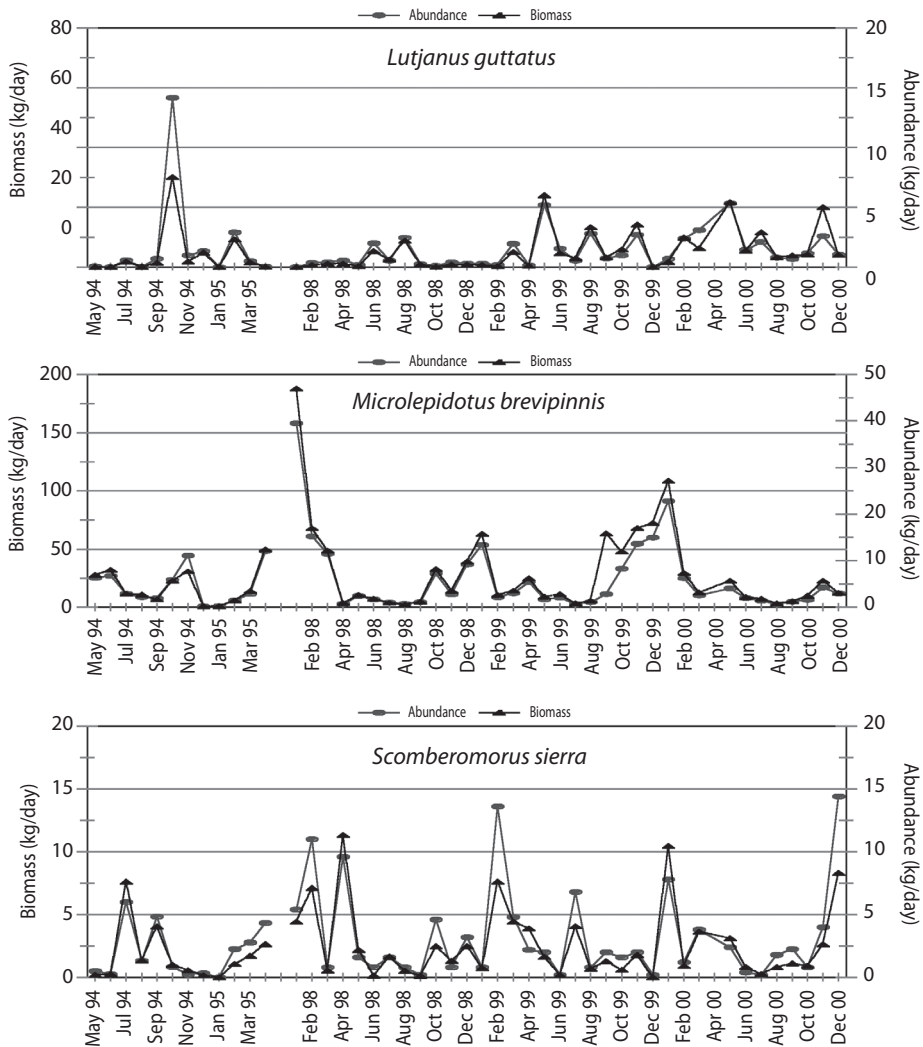 Abundance Biomass
Lutjanus guttatus
Biomass (kg/day)
80
60
40
20
0
Abundance (kg/day)
20
15
10
5
0
May 94
Jul 94
Sep 94
Nov 94
Jan 95
Mar 95
Feb 98
Apr 98
Jun 98
Aug 98
Oct 98
Dec 98
Feb 99
Apr 99
Jun 99
Aug 99
Oct 99
Dec 99
Feb 00
Apr 00
Jun 00
Aug 00
Oct 00
Dec 00
Abundance Biomass
Microlepidotus brevipinnis
Biomass (kg/day)
200
150
100
50
0
Abundance (kg/day)
50
40
30
20
10
0
May 94
Jul 94
Sep 94
Nov 94
Jan 95
Mar 95
Feb 98
Apr 98
Jun 98
Aug 98
Oct 98
Dec 98
Feb 99
Apr 99
Jun 99
Aug 99
Oct 99
Dec 99
Feb 00
Apr 00
Jun 00
Aug 00
Oct 00
Dec 00
Abundance Biomass
Scomberomorus sierra
Biomass (kg/day)
20
15
10
5
0
Abundance (kg/day)
20
15
10
5
0
May 94
Jul 94
Sep 94
Nov 94
Jan 95
Mar 95
Feb 98
Apr 98
Jun 98
Aug 98
Oct 98
Dec 98
Feb 99
Apr 99
Jun 99
Aug 99
Oct 99
Dec 99
Feb 00
Apr 00
Jun 00
Aug 00
Oct 00
Dec 00